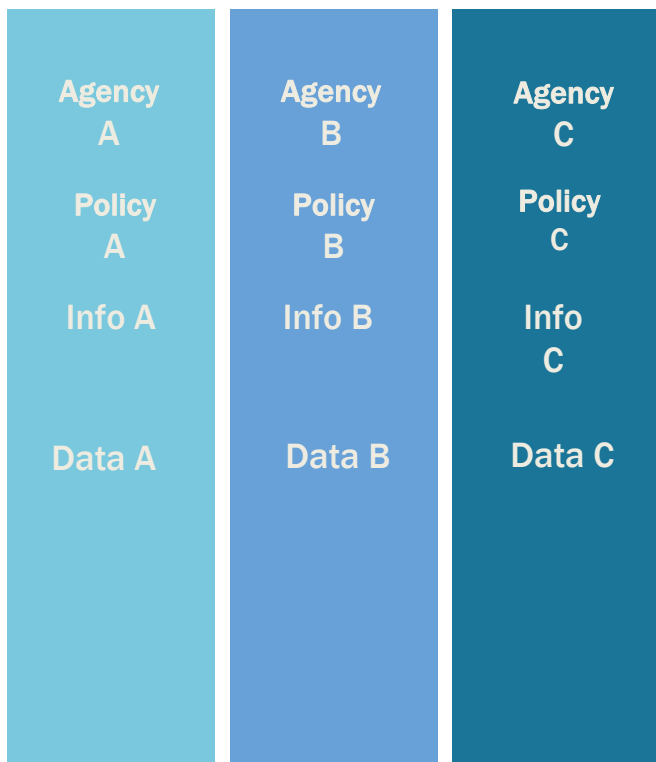 Agency
A
Policy
A
Info A
Data A
Agency
B
Policy
B
Info B
Data B
Agency
C
Policy
C
Info
C
Data C